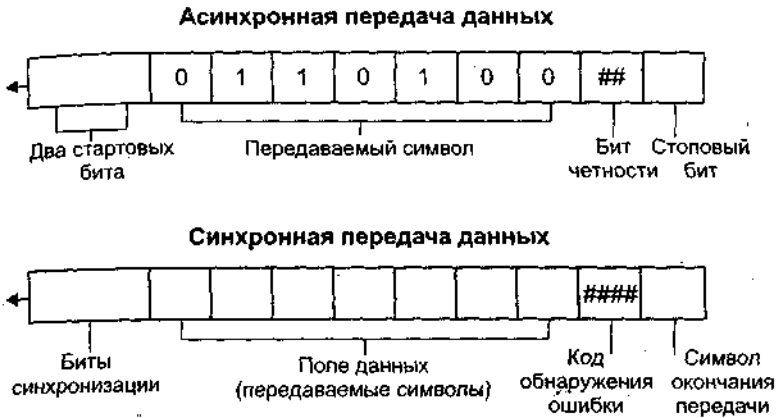 Асинхронная передача данных
0 1 1 0 1 0 0 ##
Два стартовых бита
Передаваемый символ
Бит четности
Стоповый бит
Синхронная передача данных
####
Биты синхронизации
Поле данных
(передаваемые символы)
Код обнаружения ошибки
Символ окончания передачи